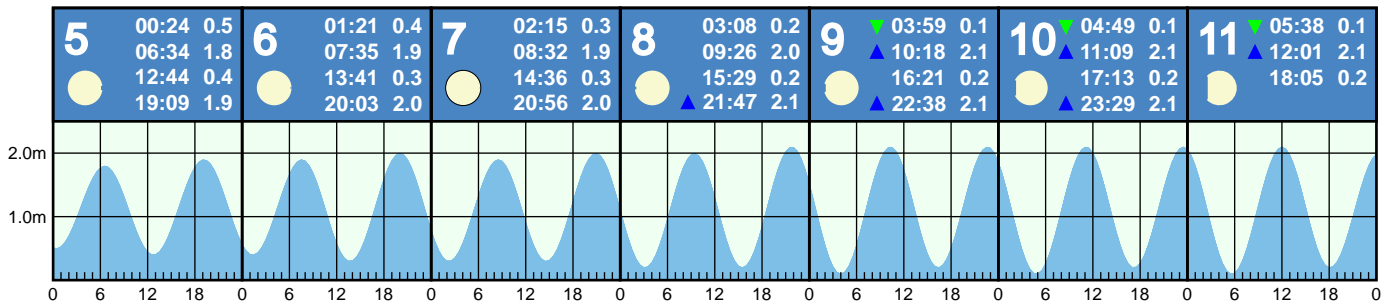 5
00:24 0.5
06:34 1.8
12:44 0.4
19:09 1.9
6
01:21 0.4
07:35 1.9
13:41 0.3
20:03 2.0
7
02:15 0.3
08:32 1.9
14:36 0.3
20:56 2.0
8
03:08 0.2
09:26 2.0
15:29 0.2
▲ 21:47 2.1
9
▼ 03:59 0.1
▲ 10:18 2.1
16:21 0.2
▲ 22:38 2.1
10
▼ 04:49 0.1
▲ 11:09 2.1
17:13 0.2
▲ 23:29 2.1
11
▼ 05:38 0.1
▲ 12:01 2.1
18:05 0.2
2.0m
1.0m
0 6 12 18 0 6 12 18 0 6 12 18 0 6 12 18 0 6 12 18 0 6 12 18 0 6 12 18 0